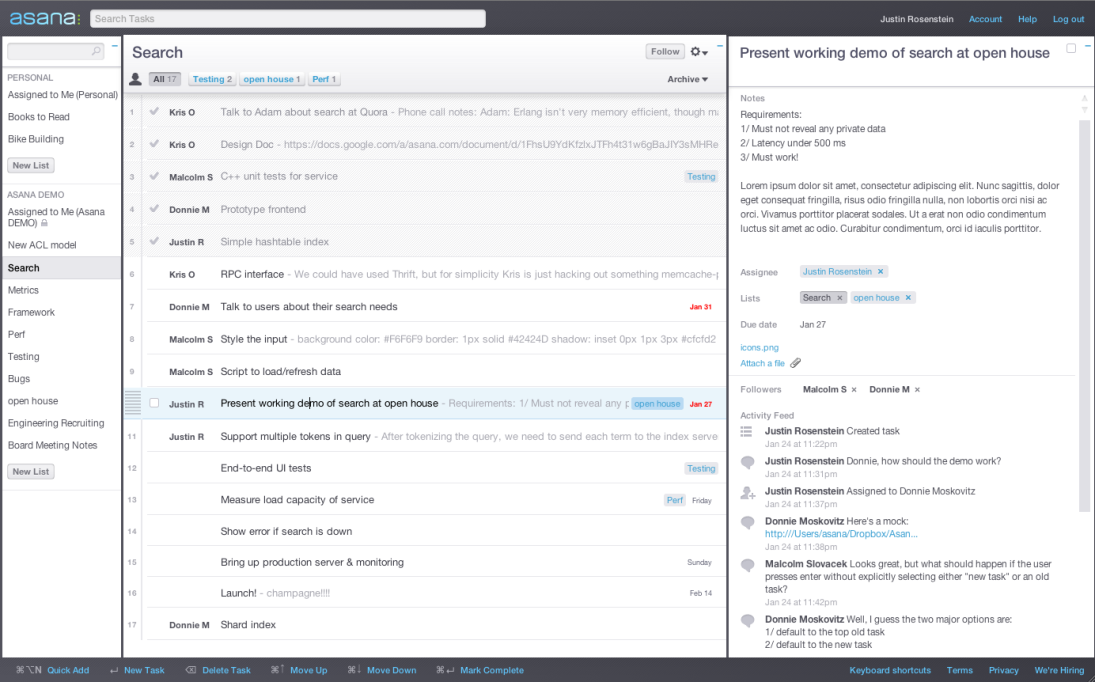 asana:
Search Tasks
Justin Rosenstein Account Help Log out
PERSONAL
Assigned to Me (Personal)
Books to Read
Bike Building
New List
ASANA DEMO
Assigned to Me (Asana
DEMO)
New ACL model
Search
Metrics
Framework
Perf
Testing
Bugs
open house
Engineering Recruiting
Board Meeting Notes
New List
Search
Follow
All 17 Testing 2 open house 1 Perf 1
Archive
1 Kris O Talk to Adam about search at Quora - Phone call notes: Adam: Erlang isn't very memory efficient, though
2 Kris O Design Doc
3 Malcolm S C++ unit tests for service Testing
4 Donnie M Prototype frontend
5 Justin R Simple hashtable index
6 Kris O RPC interface - We could have used Thrift, but for simplicity Kris is just hacking out something memcache-
7 Donnie M Talk to users about their search needs Jan 31
8 Malcolm S Style the input - background color: #F6F6F9 border: 1px solid #42424D shadow: inset 0px 1px 3px #cfcfd2
9 Malcolm S Script to load/refresh data
Justin R Present working demo of search at open house - Requirements: 1/ Must not reveal any open house Jan 27
11 Justin R Support multiple tokens in query - After tokenizing the query, we need to send each term to the index serve
12 End-to-end UI tests Testing
13 Measure load capacity of service Perf Friday
14 Show error if search is down
15 Bring up production server & monitoring Sunday
16 Launch! - champagne!!!! Feb 14
17 Donnie M Shard index
Present working demo of search at open house
Notes
Requirements:
1/ Must not reveal any private data
2/ Latency under 500 ms
3/ Must work!
Lorem ipsum dolor sit amet, consectetur adipiscing elit. Nunc sagittis, dolor
eget consequat fringilla, risus odio fringilla nulla, non lobortis orci nisi ac
orci. Vivamus porttitor placerat sodales. Ut a erat non odio condimentum
luctus sit amet ac odio. Curabitur condimentum, orci id iaculis porttitor.
Assignee Justin Rosenstein ×
Lists Search × open house ×
Due date Jan 27
icons.png
Attach a file
Followers Malcolm S × Donnie M ×
Activity Feed
Justin Rosenstein Created task
Jan 24 at 11:22pm
Justin Rosenstein Donnie, how should the demo work?
Jan 24 at 11:31pm
Justin Rosenstein Assigned to Donnie Moskovitz
Jan 24 at 11:37pm
Donnie Moskovitz Here's a mock:
http:///Users/asana/Dropbox/Asan...
Jan 24 at 11:38pm
Malcolm Slovacek Looks great, but what should happen if the user
presses enter without explicitly selecting either "new task" or an old
task?
Jan 24 at 11:42pm
Donnie Moskovitz Well, I guess the two major options are:
1/ default to the top old task
2/ default to the new task
⌘⌥N Quick Add ↵ New Task ⌫ Delete Task ⌘↑ Move Up ⌘↓ Move Down ⌘↵ Mark Complete
Keyboard shortcuts Terms Privacy We're Hiring